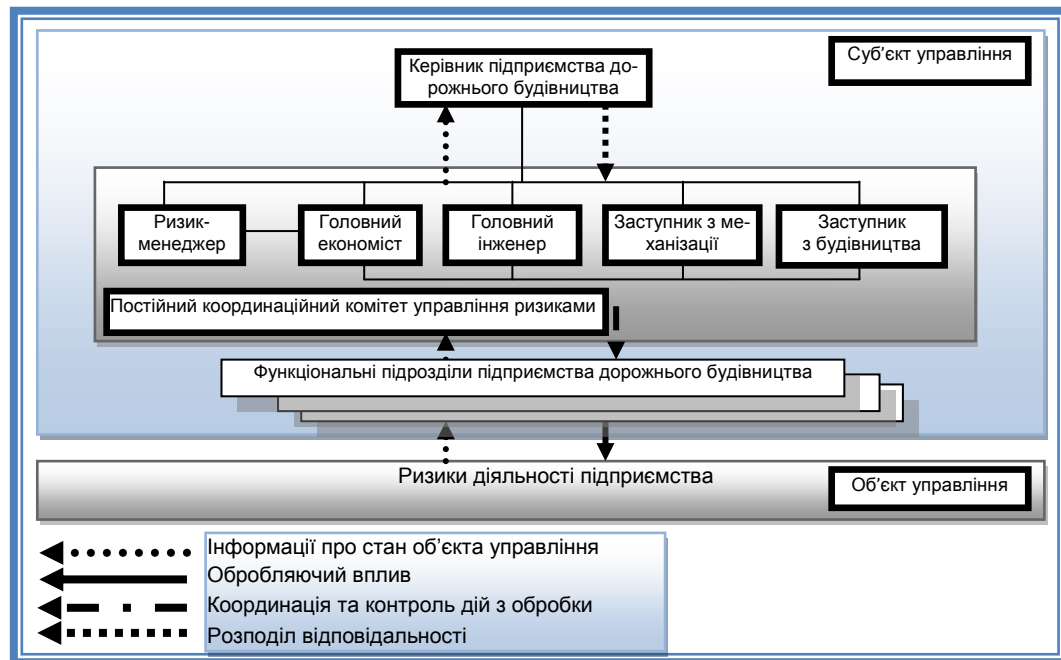 Суб’єкт управління
Керівник підприємства до-
рожнього будівництва
Ризик-
менеджер
Головний
економіст
Головний
інженер
Заступник з ме-
ханізації
Заступник
з будівництва
Постійний координаційний комітет управління ризиками
Функціональні підрозділи підприємства дорожнього будівництва
Ризики діяльності підприємства
Об’єкт управління
Інформації про стан об’єкта управління
Обробляючий вплив
Координація та контроль дій з обробки
Розподіл відповідальності